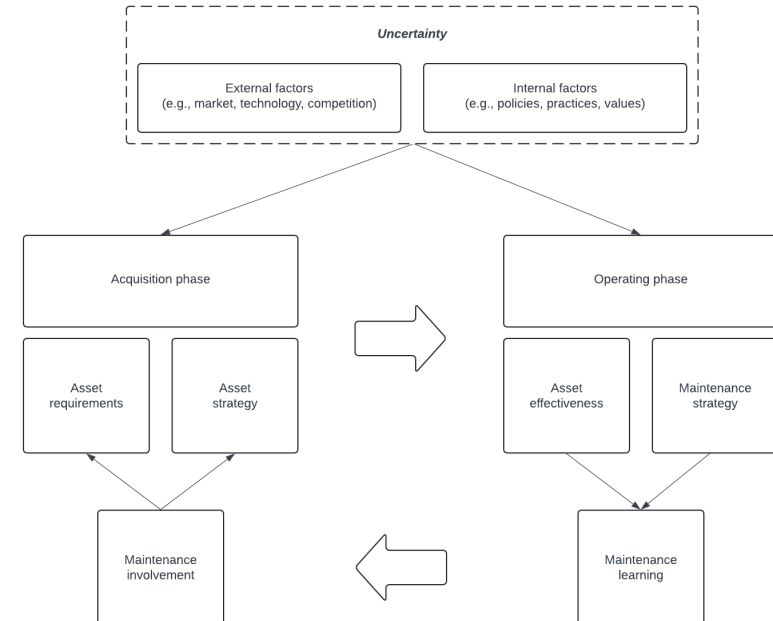 Uncertainty
External factors
(e.g., market, technology, competition)
Internal factors
(e.g., policies, practices, values)
Acquisition phase
Operating phase
Asset
requirements
Asset
strategy
Asset
effectiveness
Maintenance
strategy
Maintenance
involvement
Maintenance
learning